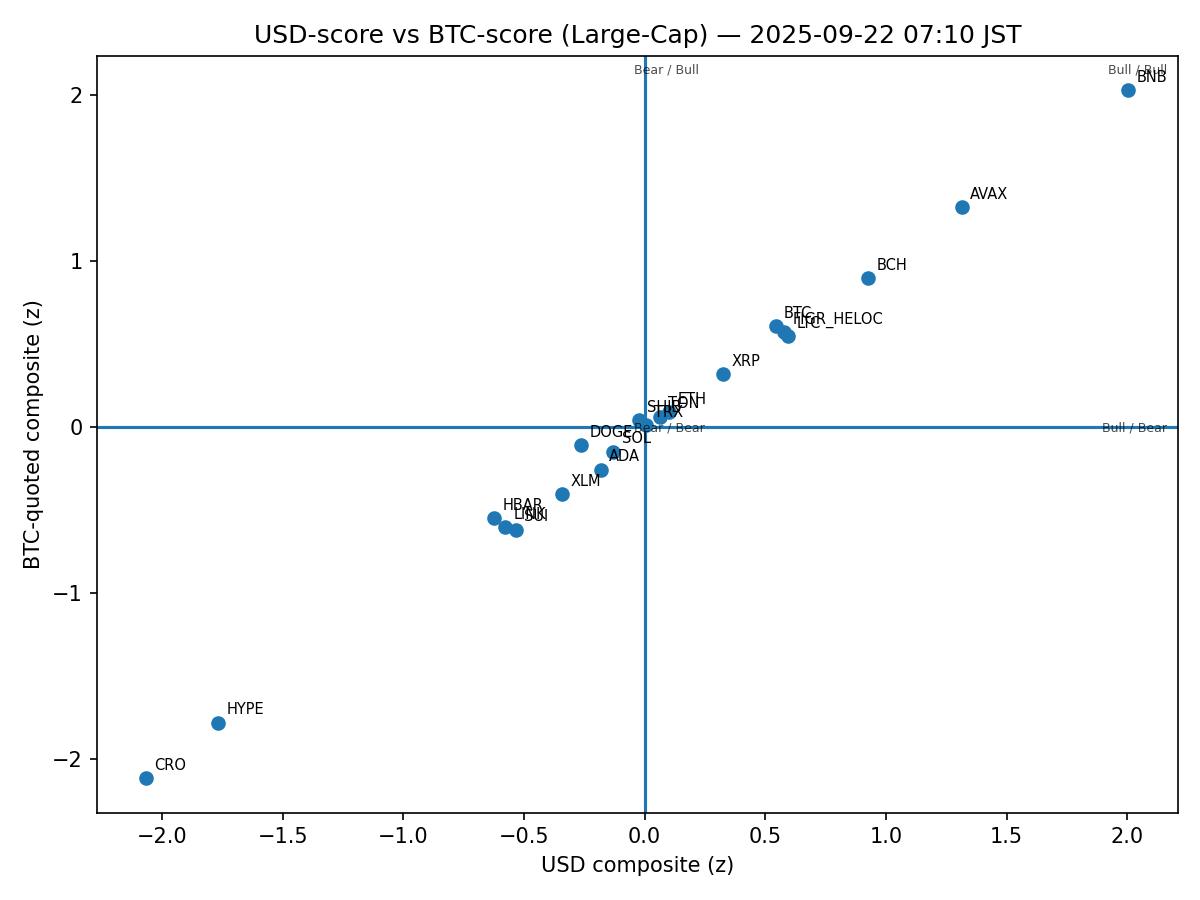 USD-score vs BTC-score (Large-Cap) — 2025-09-22 07:10 JST
Bear / Bull
Bull / Bull
BNB
AVAX
BCH
BTC
FIGR_HELOC
LTC
XRP
ETH
TON
SHIB
TRX
Bear / Bear
Bull / Bear
DOGE
SOL
ADA
XLM
HBAR
LINK
SUI
HYPE
CRO
2
1
0
−1
−2
−2.0
−1.5
−1.0
−0.5
0.0
0.5
1.0
1.5
2.0
USD composite (z)
BTC-quoted composite (z)